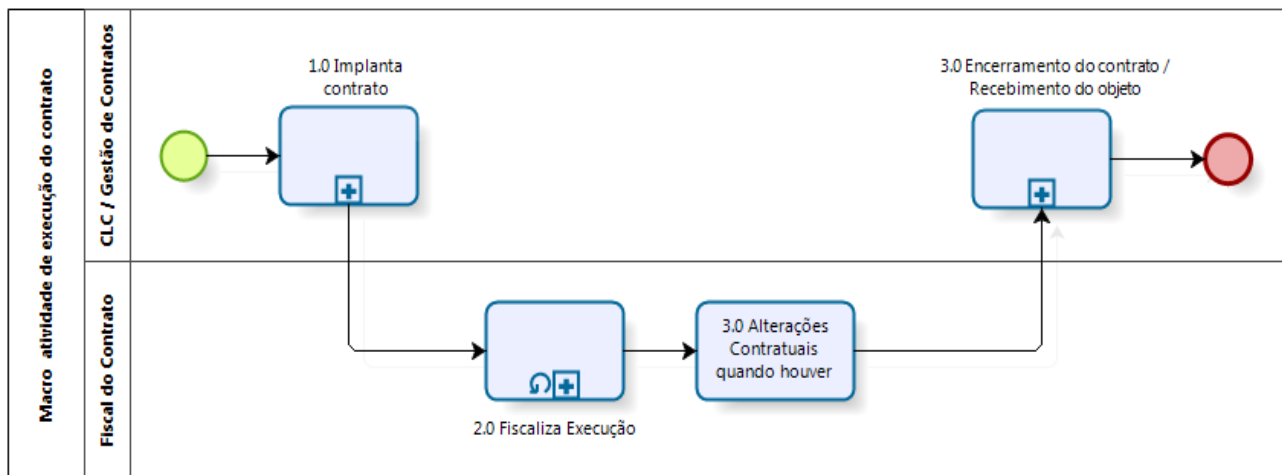 Macro atividade de execução do contrato
CLC / Gestão de Contratos
1.0 Implanta
contrato
3.0 Encerramento do contrato /
Recebimento do objeto
Fiscal do Contrato
2.0 Fiscaliza Execução
3.0 Alterações
Contratuais
quando houver